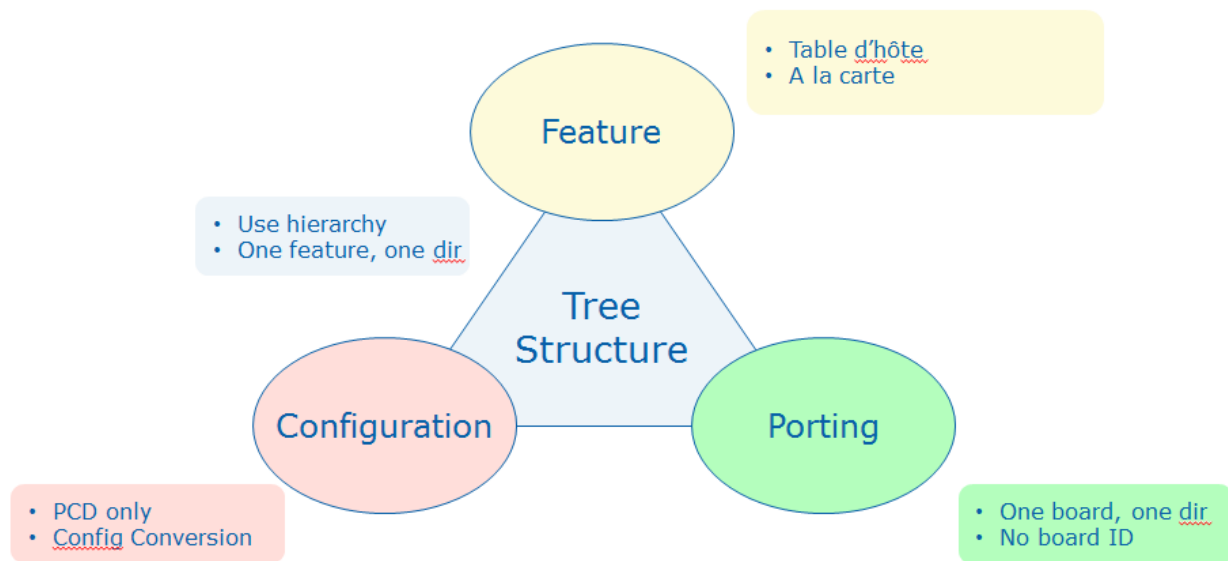 • Table d'hôte
• A la carte
Feature
• Use hierarchy
• One feature, one dir
Tree
Structure
Configuration
Porting
• PCD only
• Config Conversion
• One board, one dir
• No board ID